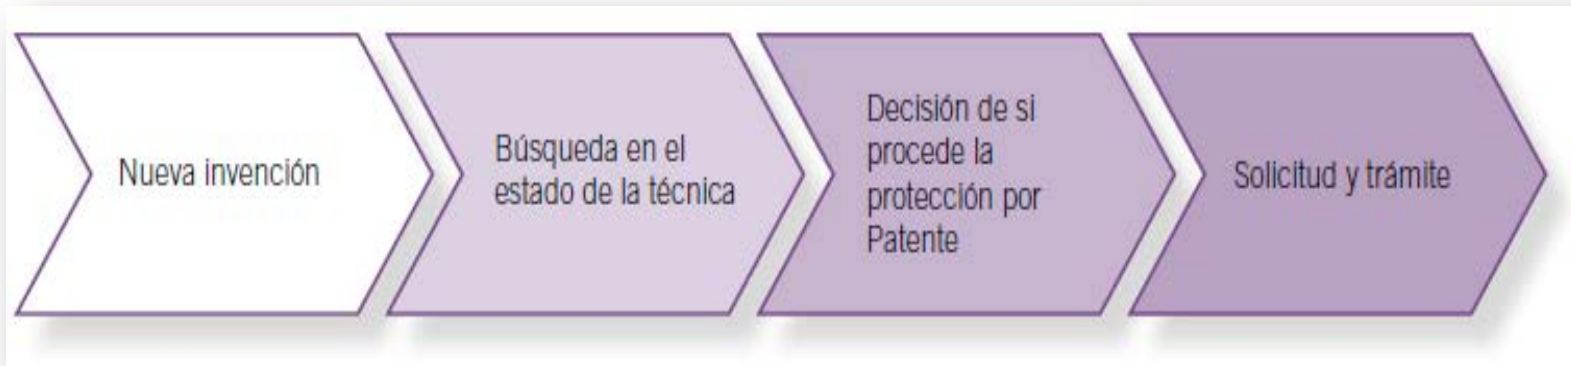 Nueva invención
Búsqueda en el
estado de la técnica
Decisión de si
procede la
protección por
Patente
Solicitud y trámite